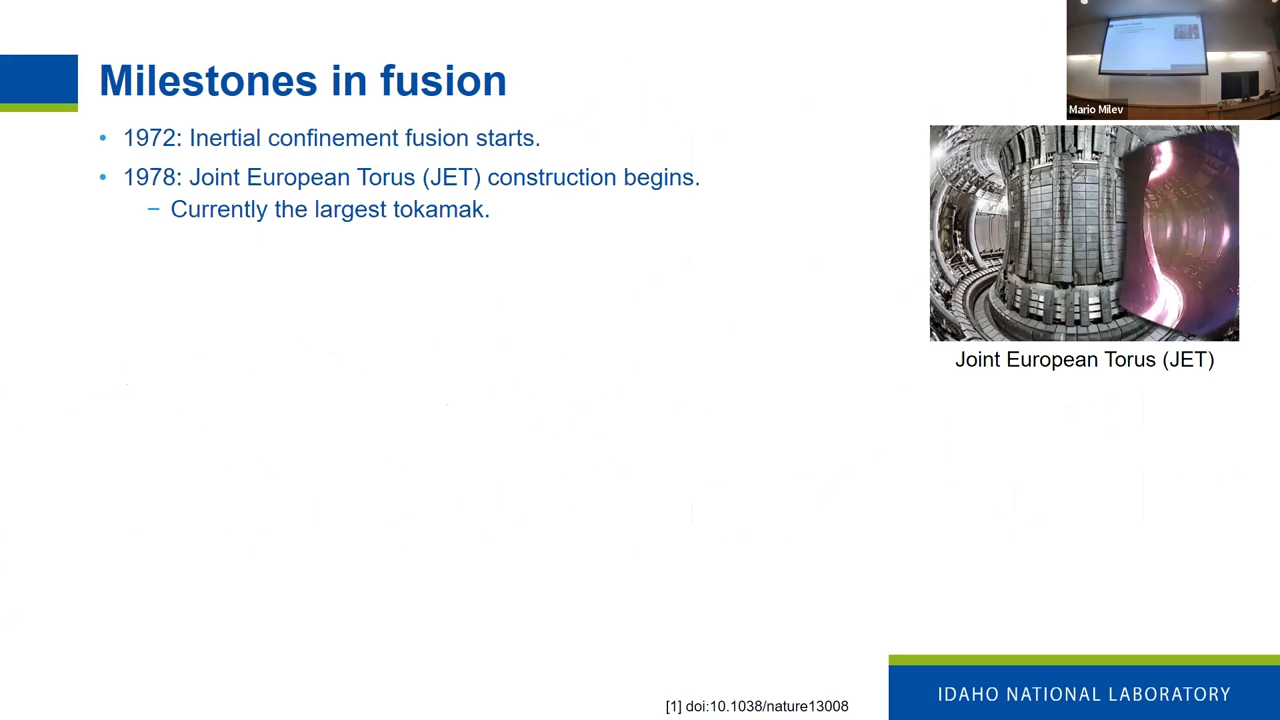 Milestones in fusion
• 1972: Inertial confinement fusion starts.
• 1978: Joint European Torus (JET) construction begins.
− Currently the largest tokamak.
Mario Milev
Joint European Torus (JET)
[1] doi:10.1038/nature13008
IDAHO NATIONAL LABORATORY